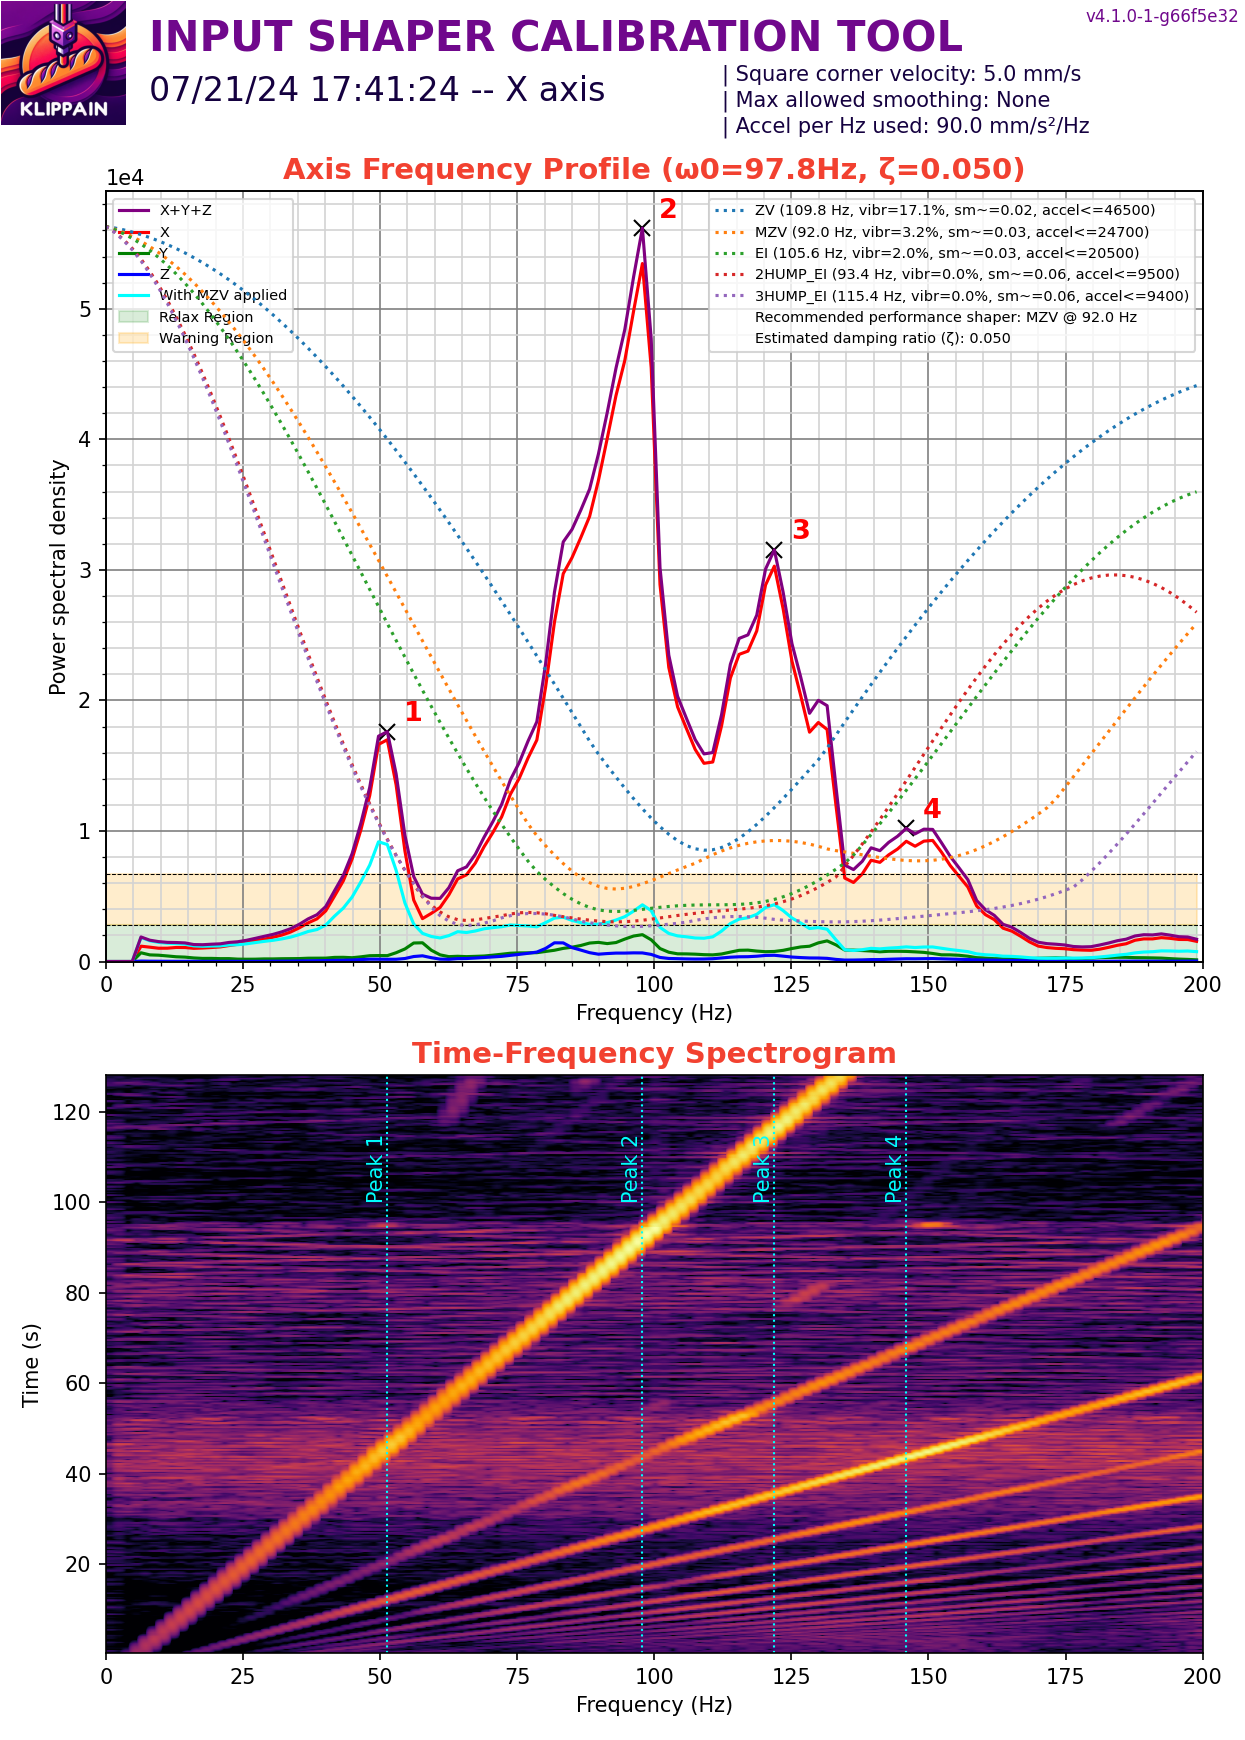 v4.1.0-1-g66f5e32
INPUT SHAPER CALIBRATION TOOL
KLIPPAIN
07/21/24 17:41:24 -- X axis
| Square corner velocity: 5.0 mm/s
| Max allowed smoothing: None
| Accel per Hz used: 90.0 mm/s²/Hz
Axis Frequency Profile (ω0=97.8Hz, ζ=0.050)
1e4
X+Y+Z
X
Y
Z
With MZV applied
Relax Region
Warning Region
ZV (109.8 Hz, vibr=17.1%, sm~=0.02, accel<=46500)
MZV (92.0 Hz, vibr=3.2%, sm~=0.03, accel<=24700)
EI (105.6 Hz, vibr=2.0%, sm~=0.03, accel<=20500)
2HUMP_EI (93.4 Hz, vibr=0.0%, sm~=0.06, accel<=9500)
3HUMP_EI (115.4 Hz, vibr=0.0%, sm~=0.06, accel<=9400)
Recommended performance shaper: MZV @ 92.0 Hz
Estimated damping ratio (ζ): 0.050
1
2
3
4
Power spectral density
5
4
3
2
1
0
0 25 50 75 100 125 150 175 200
Frequency (Hz)
Time-Frequency Spectrogram
Peak 1
Peak 2
Peak 3
Peak 4
Time (s)
120
100
80
60
40
20
0 25 50 75 100 125 150 175 200
Frequency (Hz)